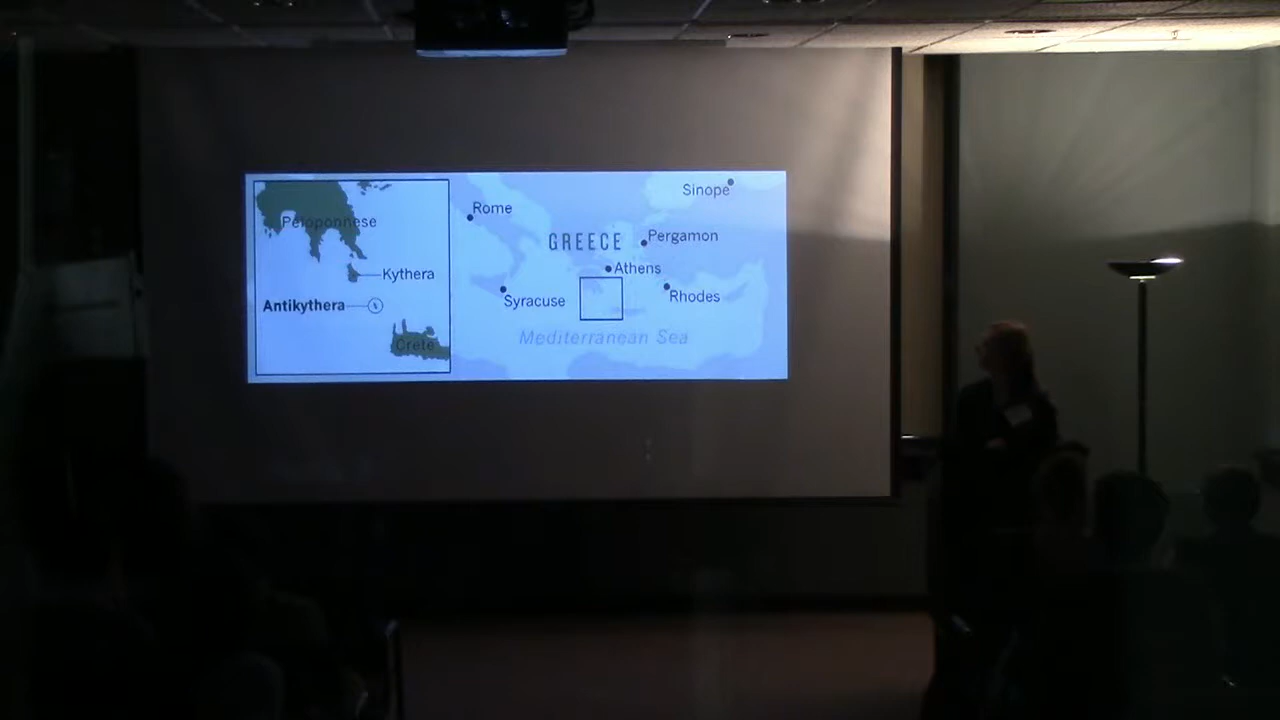 Peloponnese
Kythera
Antikythera
Crete
Sinope
Rome
GREECE
Pergamon
Athens
Rhodes
Syracuse
Mediterranean Sea